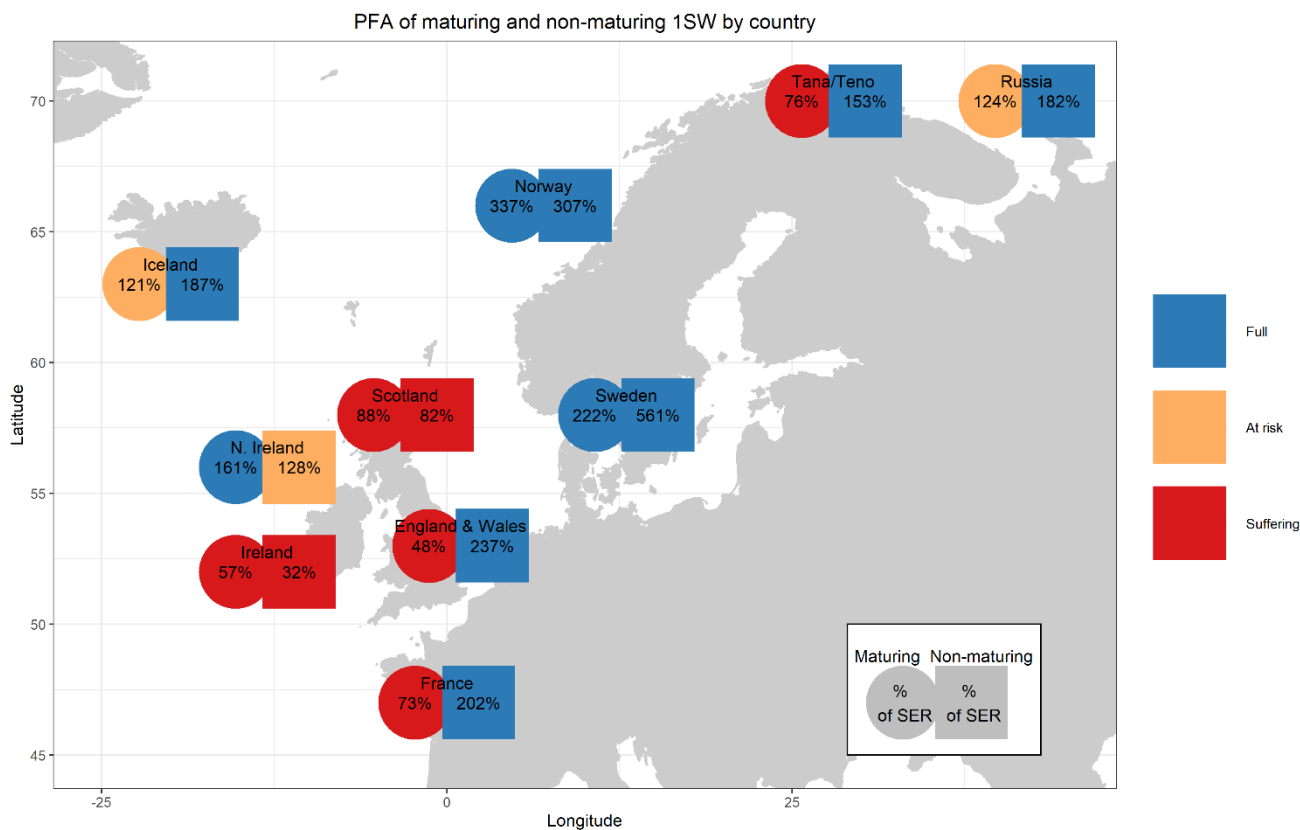 PFA of maturing and non-maturing 1SW by country
Tana/Teno
76% 153%
Russia
124% 182%
Norway
337% 307%
Iceland
121% 187%
Scotland
88% 82%
Sweden
222% 561%
N. Ireland
161% 128%
England & Wales
48% 237%
Ireland
57% 32%
France
73% 202%
Maturing Non-maturing
% %
of SER of SER
Full
At risk
Suffering
Latitude
70
65
60
55
50
45
-25 0 25
Longitude